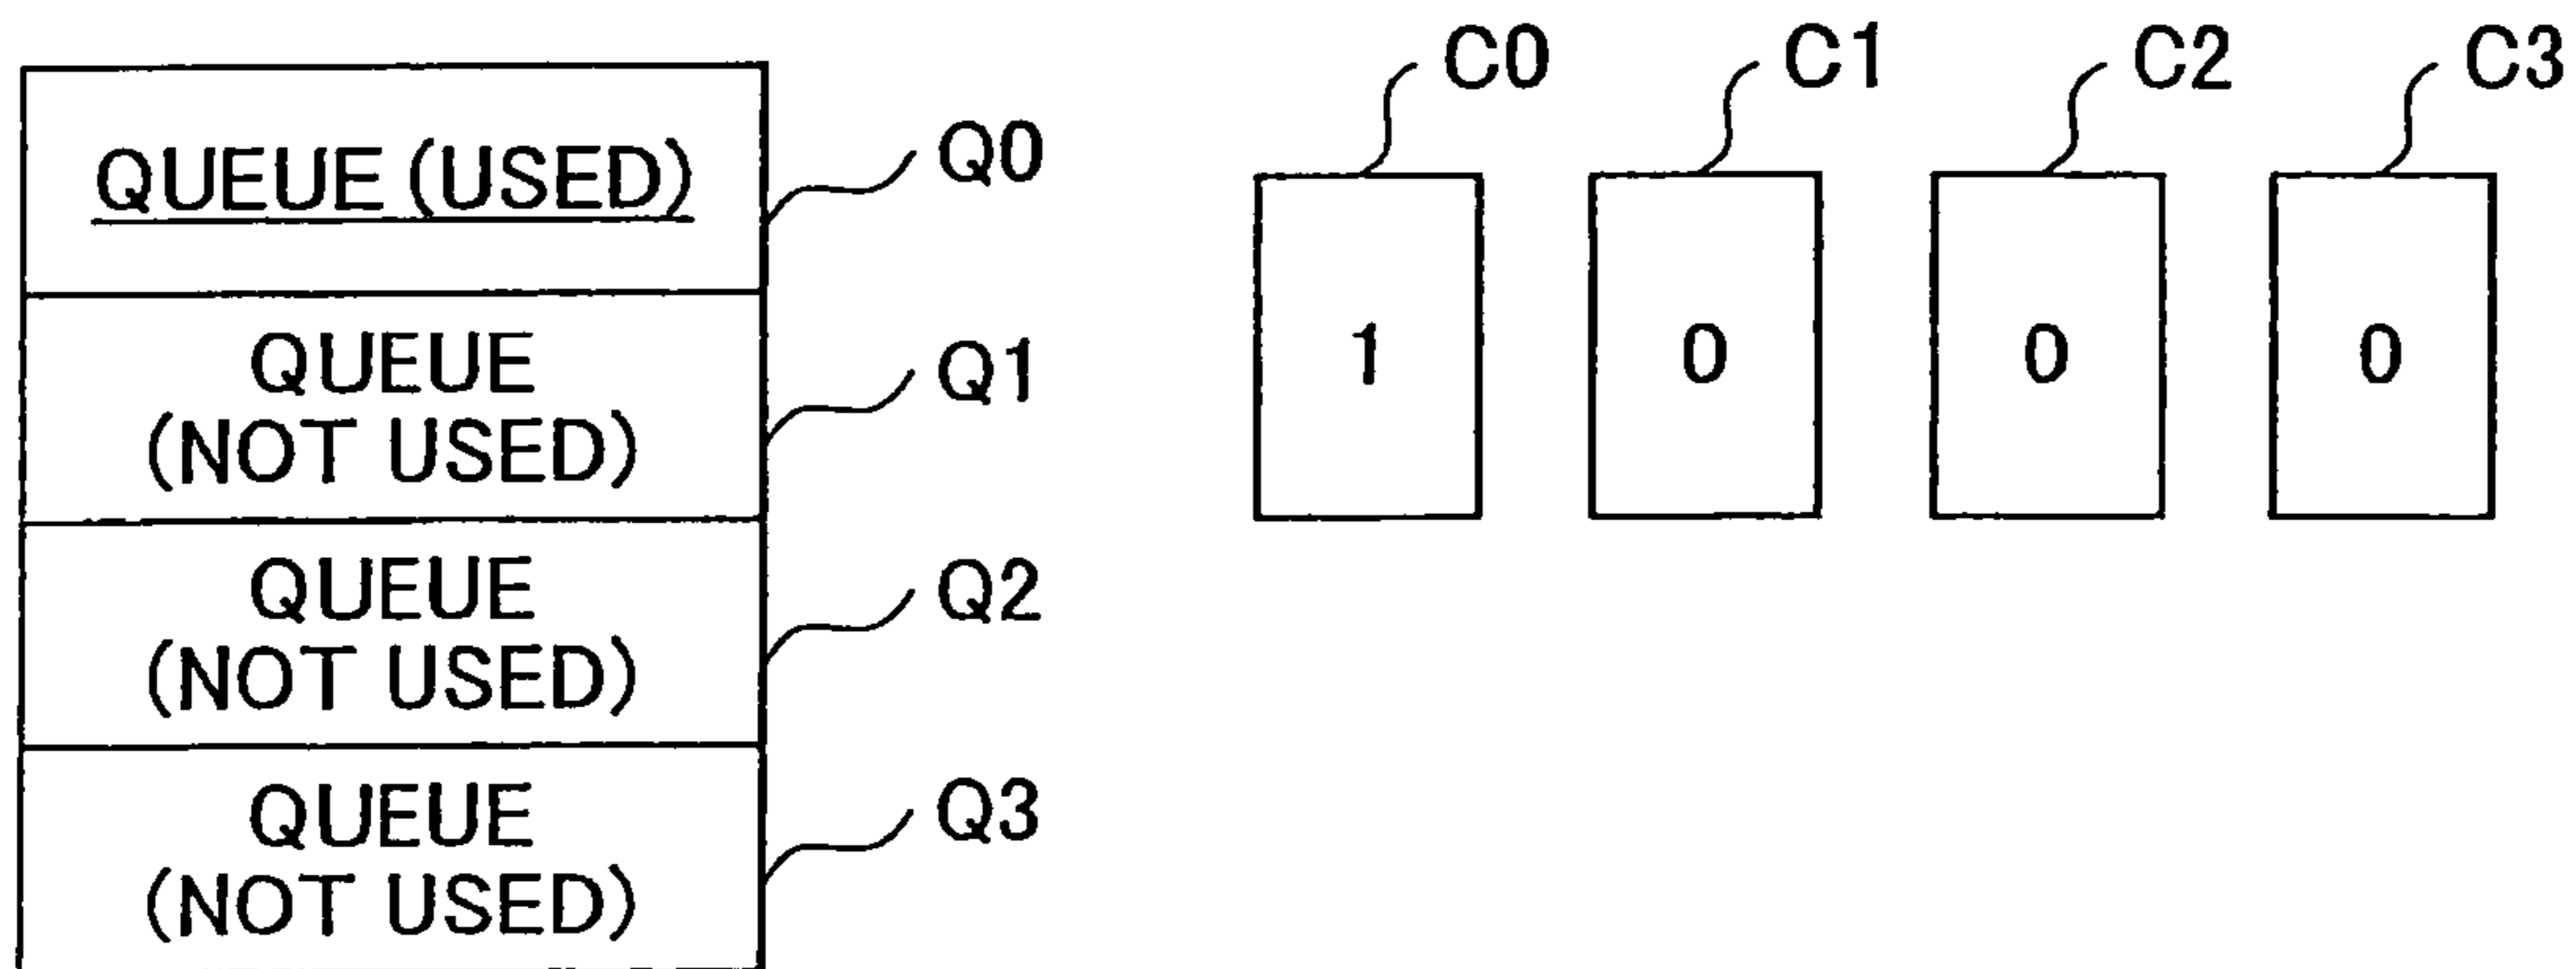 QUEUE (USED)
Q0
QUEUE
(NOT USED)
Q1
QUEUE
(NOT USED)
Q2
QUEUE
(NOT USED)
Q3
C0
C1
C2
C3
1
0
0
0